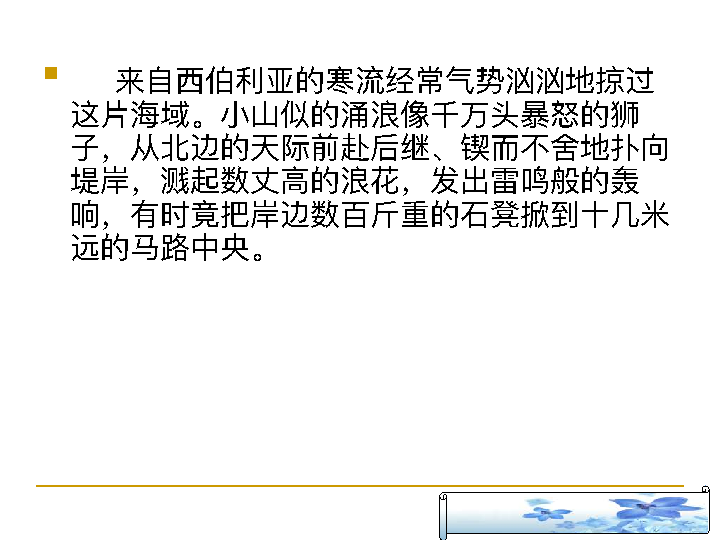 来自西伯利亚的寒流经常气势汹汹地掠过
这片海域。小山似的涌浪像千万头暴怒的狮
子，从北边的天际前赴后继、锲而不舍地扑向
堤岸，溅起数丈高的浪花，发出雷鸣般的轰
响，有时竟把岸边数百斤重的石凳掀到十几米
远的马路中央。